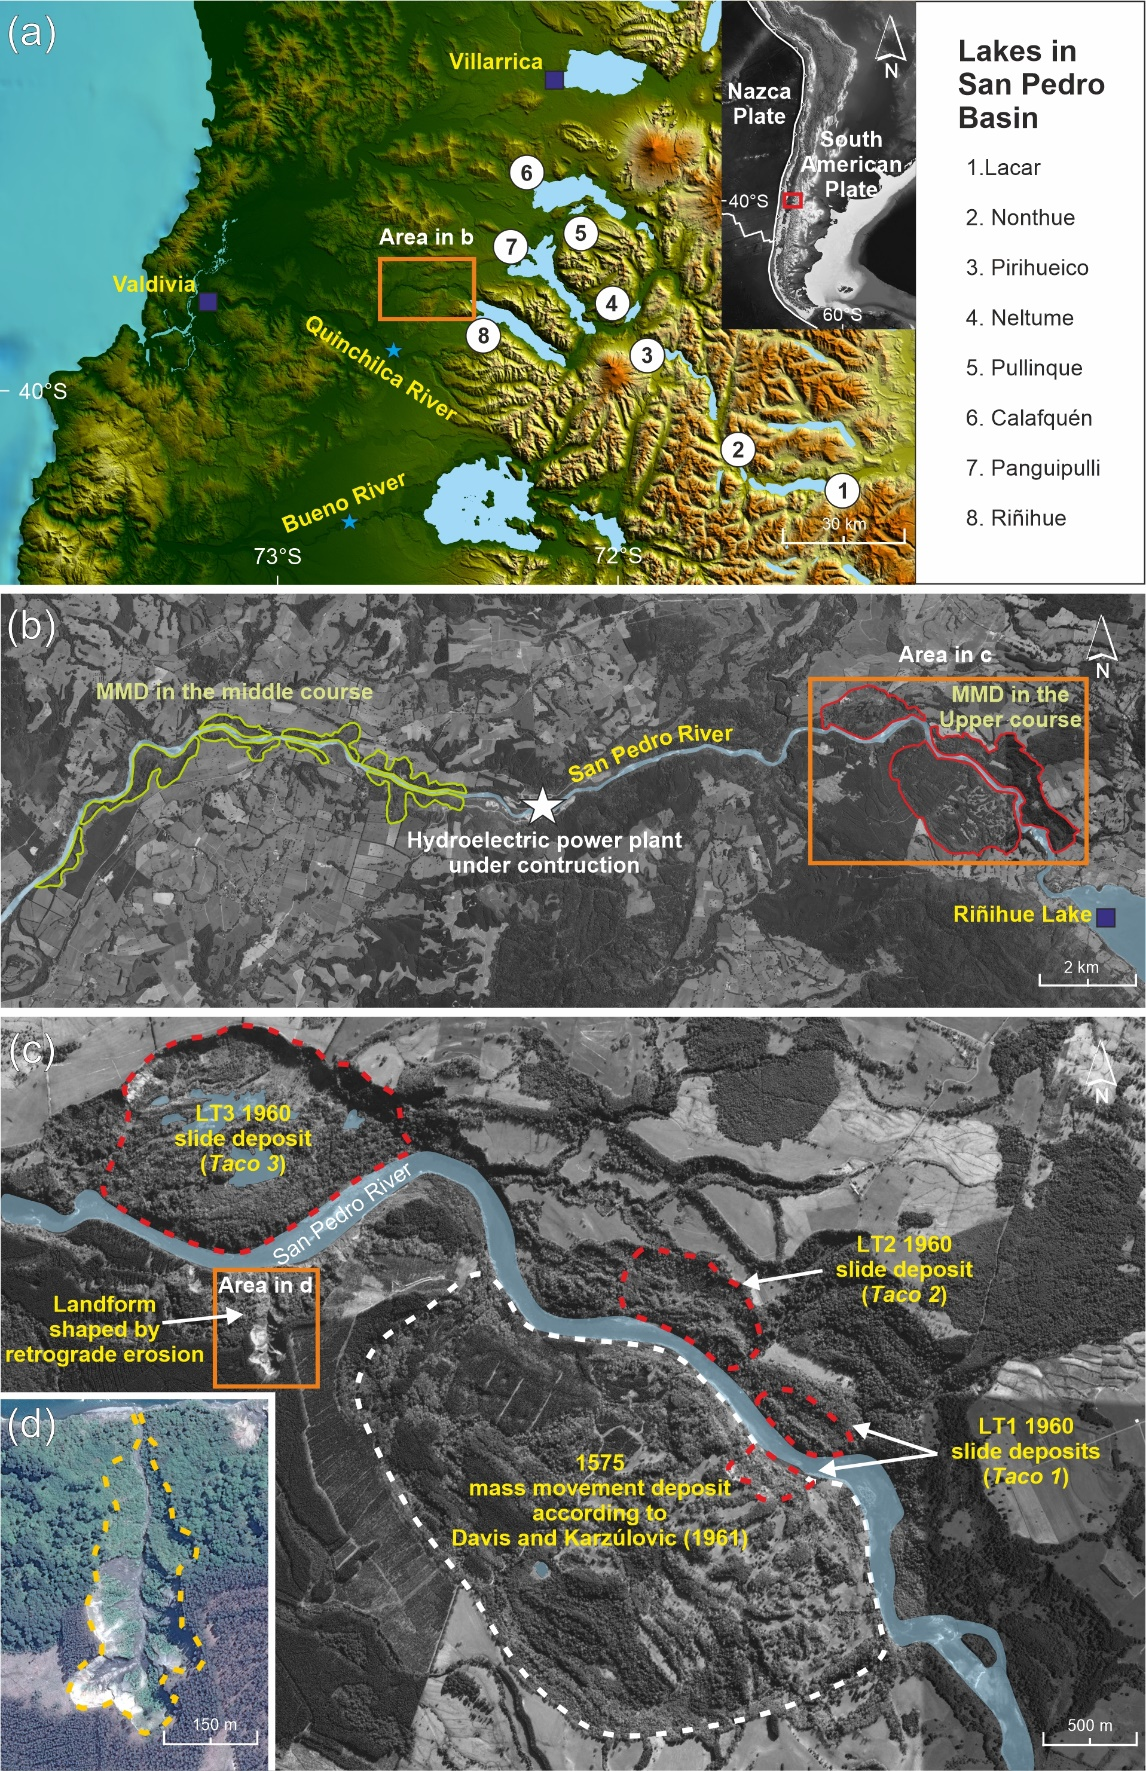 (a)
Villarrica
Nazca
Plate
South
American
Plate
N
40°S
60°S
6
5
7
4
8
3
2
1
Area in b
Valdivia
Quinchilca River
40°S
Bueno River
30 km
73°S
72°S
Lakes in
San Pedro
Basin
1.Lacar
2. Nonthue
3. Pirihueico
4. Neltume
5. Pullinque
6. Calafquén
7. Panguipulli
8. Riñihue
(b)
N
Area in c
MMD in the middle course
MMD in the
Upper course
San Pedro River
Hydroelectric power plant
under contruction
Riñihue Lake
2 km
(c)
N
LT3 1960
slide deposit
(Taco 3)
San Pedro River
LT2 1960
slide deposit
(Taco 2)
Area in d
Landform
shaped by
retrograde erosion
LT1 1960
slide deposits
(Taco 1)
1575
mass movement deposit
according to
Davis and Karzúlovic (1961)
500 m
(d)
150 m